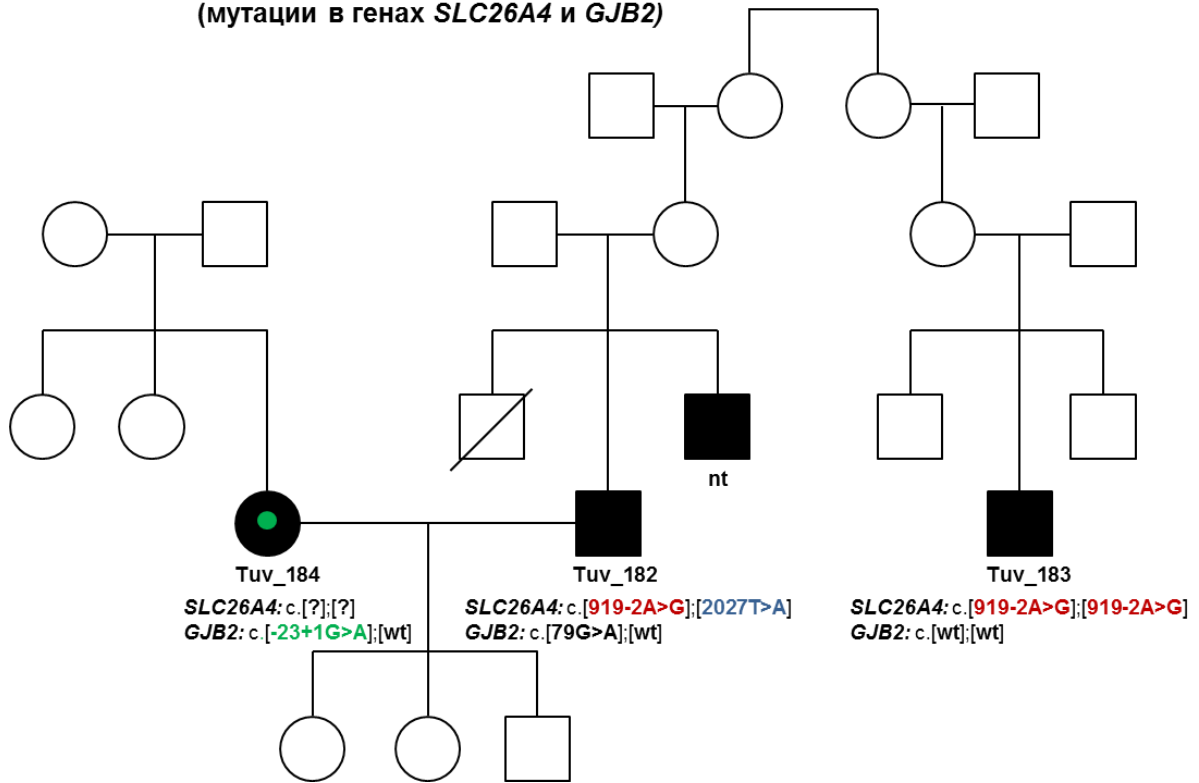 (мутации в генах SLC26A4 и GJB2)
nt
Tuv_184
SLC26A4: c.[?];[?]
GJB2: c.[-23+1G>A];[wt]
Tuv_182
SLC26A4: c.[919-2A>G];[2027T>A]
GJB2: c.[79G>A];[wt]
Tuv_183
SLC26A4: c.[919-2A>G];[919-2A>G]
GJB2: c.[wt];[wt]